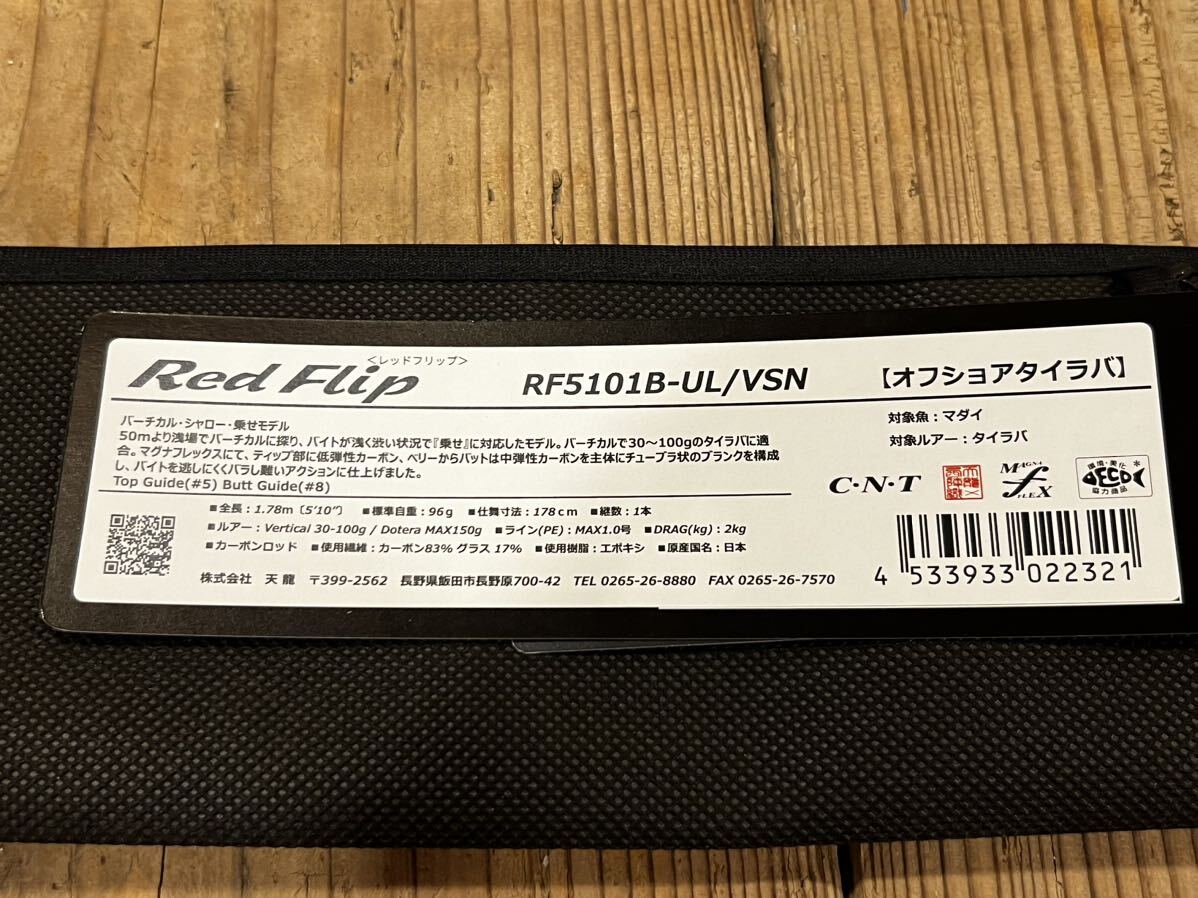 Red Flip
＜レッドフリップ＞
RF5101B-UL/VSN
【オフショアタイラバ】
バーチカル・シャロー・乗せモデル
50mより浅場でバーチカルに探り、バイトが浅く渋い状況で『乗せ』に対応したモデル。バーチカルで30～100gのタイラバに適
合。マグナフレックスにて、ティップ部に低弾性カーボン、ベリーからバットは中弾性カーボンを主体にチューブラ状のブランクを構成
し、バイトを逃しにくくバラし難いアクションに仕上げました。
Top Guide(#5) Butt Guide(#8)
対象魚：マダイ
対象ルアー：タイラバ
C・N・T
MAGNA
FLEX
環境・美化
DECO
協力商品
■全長：1.78m〔5'10"〕 ■標準自重：96g ■仕舞寸法：178cm ■継数：1本
■ルアー：Vertical 30-100g / Dotera MAX150g ■ライン(PE)：MAX1.0号 ■DRAG(kg)：2kg
■カーボンロッド ■使用繊維：カーボン83% グラス 17% ■使用樹脂：エポキシ ■原産国名：日本
株式会社 天龍 〒399-2562 長野県飯田市長野原700-42 TEL 0265-26-8880 FAX 0265-26-7570
4 533933 022321